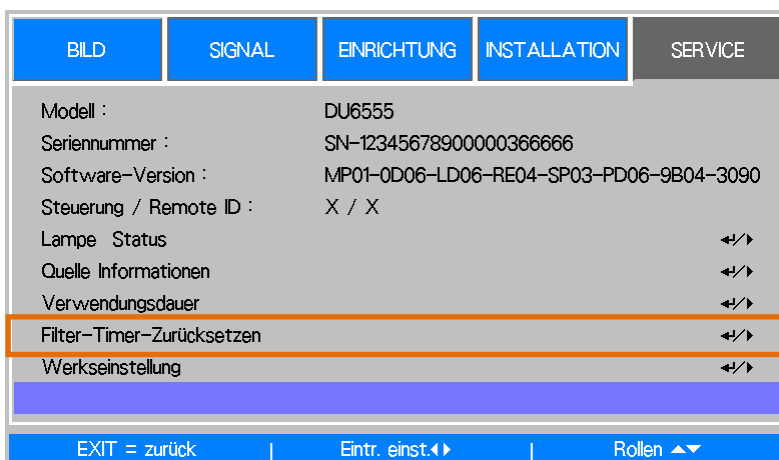 BILD SIGNAL EINRICHTUNG INSTALLATION SERVICE
Modell : DU6555
Seriennummer : SN-12345678900000366666
Software-Version : MP01-0D06-LD06-RE04-SP03-PD06-9B04-3090
Steuerung / Remote ID : X / X
Lampe Status
Quelle Informationen
Verwendungsdauer
Filter-Timer-Zurücksetzen
Werkseinstellung
EXIT = zurück | Eintr. einst. | Rollen